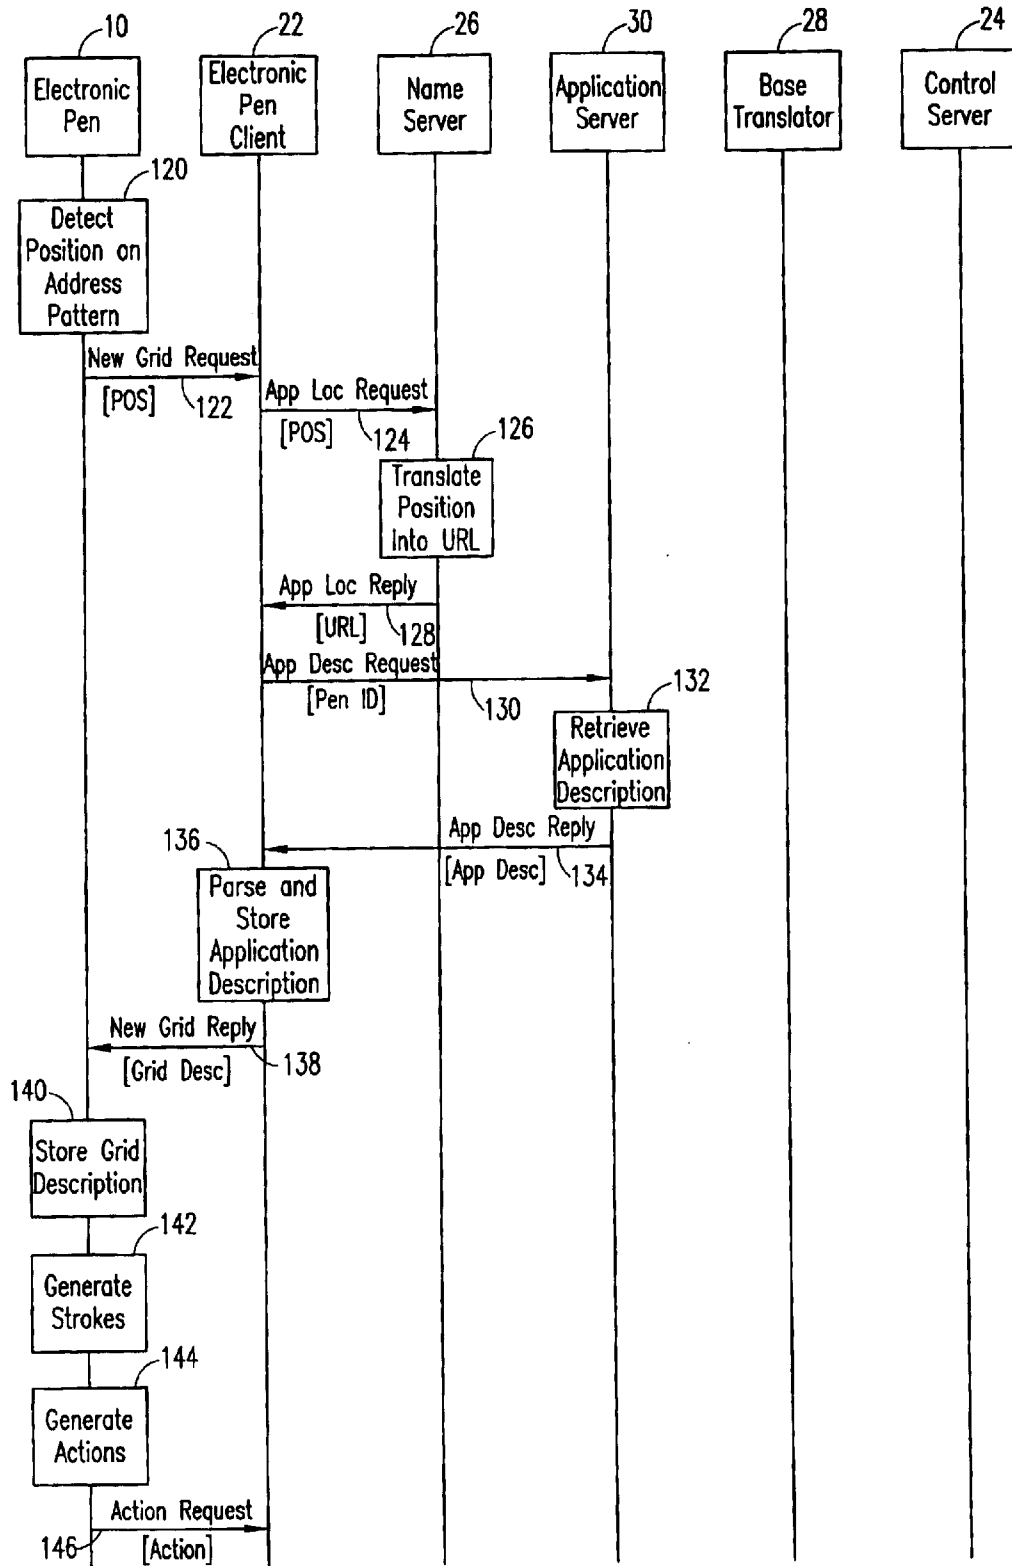 10
22
26
30
28
24
Electronic
Pen
Electronic
Pen
Client
Name
Server
Application
Server
Base
Translator
Control
Server
120
Detect
Position on
Address
Pattern
New Grid Request
[POS]
122
App Loc Request
[POS]
124
126
Translate
Position
Into URL
App Loc Reply
[URL]
128
App Desc Request
[Pen ID]
130
132
Retrieve
Application
Description
App Desc Reply
[App Desc]
134
136
Parse and
Store
Application
Description
New Grid Reply
[Grid Desc]
138
140
Store Grid
Description
142
Generate
Strokes
144
Generate
Actions
Action Request
146
[Action]